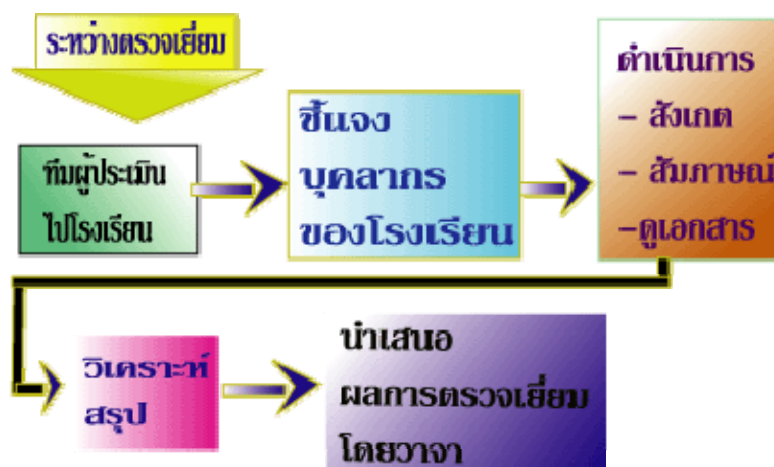 ระหว่างตรวจเยี่ยม
ทีมผู้ประเมิน
ไปโรงเรียน
ชี้แจง
บุคลากร
ของโรงเรียน
ดำเนินการ
- สังเกต
- สัมภาษณ์
-ดูเอกสาร
วิเคราะห์
สรุป
นำเสนอ
ผลการตรวจเยี่ยม
โดยวาจา